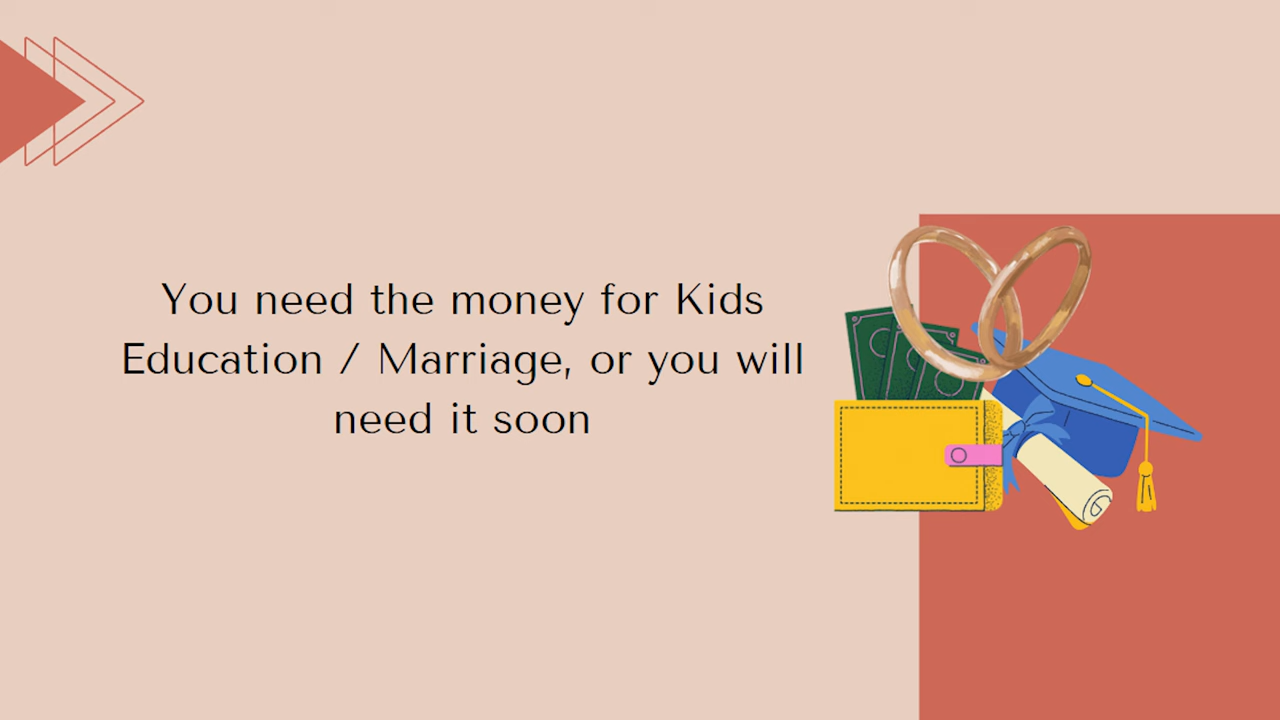 You need the money for Kids
Education / Marriage, or you will
need it soon